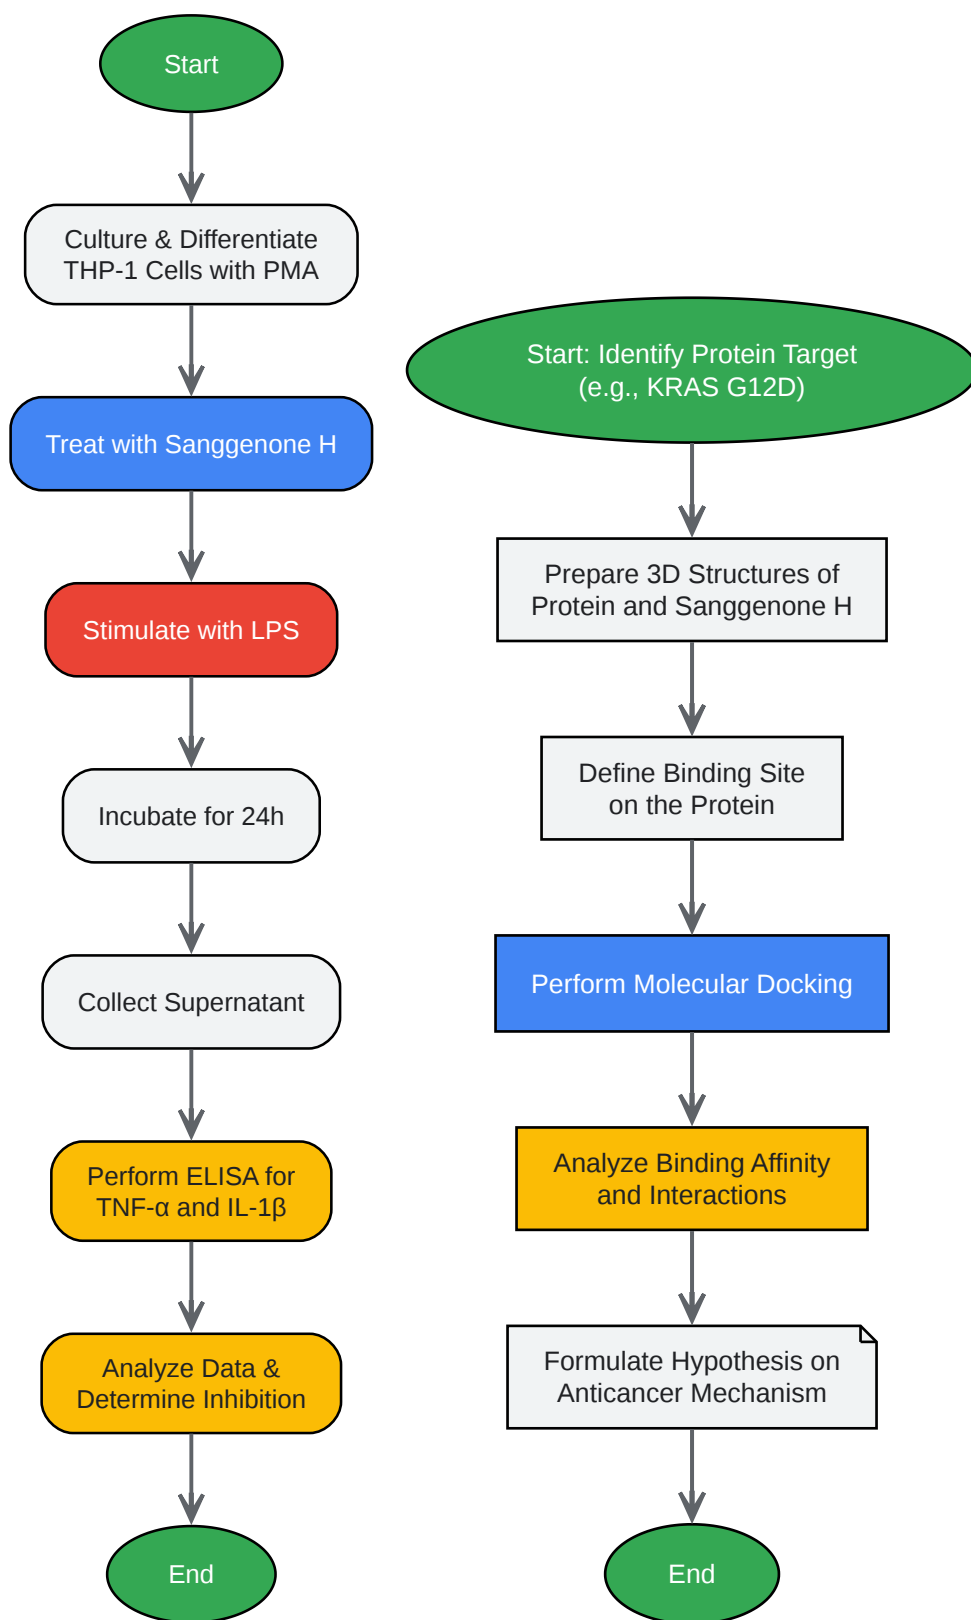 Start
Culture & Differentiate
THP-1 Cells with PMA
Treat with Sanggenone H
Stimulate with LPS
Incubate for 24h
Collect Supernatant
Perform ELISA for
TNF-α and IL-1β
Analyze Data &
Determine Inhibition
End
Start: Identify Protein Target
(e.g., KRAS G12D)
Prepare 3D Structures of
Protein and Sanggenone H
Define Binding Site
on the Protein
Perform Molecular Docking
Analyze Binding Affinity
and Interactions
Formulate Hypothesis on
Anticancer Mechanism
End